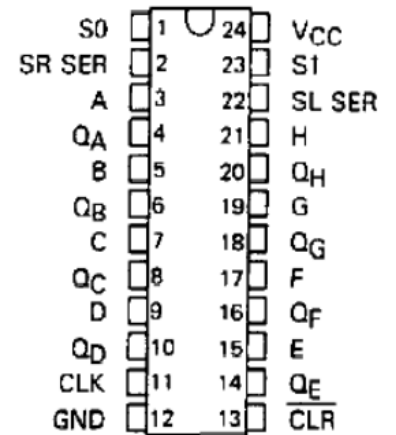 S0 1 24 VCC
SR SER 2 23 S1
A 3 22 SL SER
QA 4 21 H
B 5 20 QH
QB 6 19 G
C 7 18 QG
QC 8 17 F
D 9 16 QF
QD 10 15 E
CLK 11 14 QE
GND 12 13 CLR